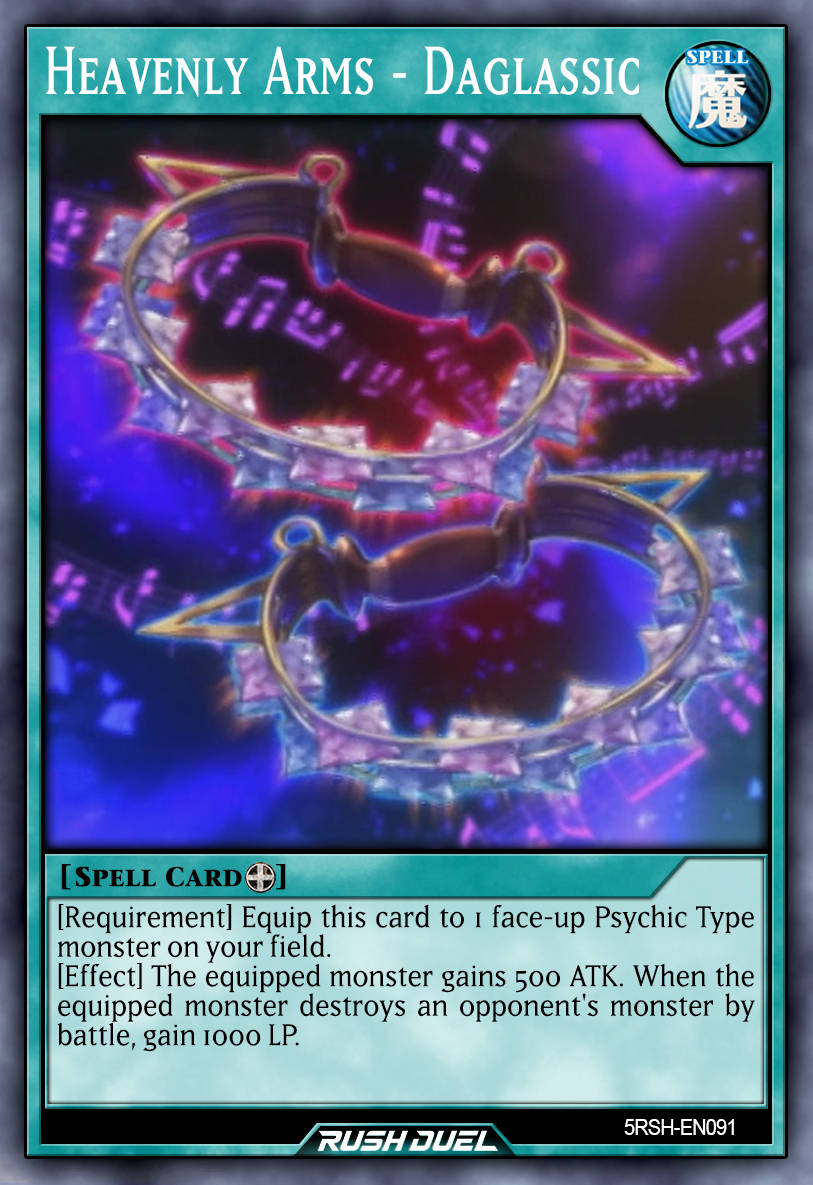 Heavenly Arms - Daglassic
SPELL
魔
[Spell Card]
[Requirement] Equip this card to 1 face-up Psychic Type
monster on your field.
[Effect] The equipped monster gains 500 ATK. When the
equipped monster destroys an opponent's monster by
battle, gain 1000 LP.
5RSH-EN091
RUSH DUEL